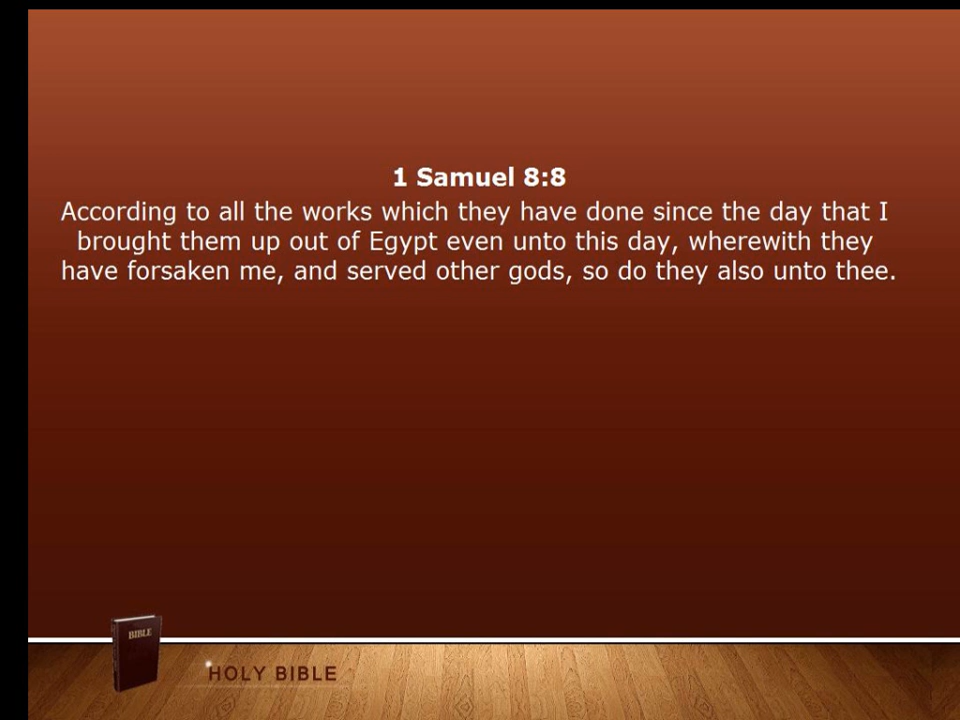 1 Samuel 8:8
According to all the works which they have done since the day that I
brought them up out of Egypt even unto this day, wherewith they
have forsaken me, and served other gods, so do they also unto thee.
BIBLE
HOLY BIBLE